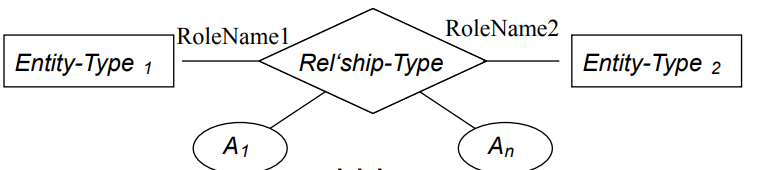 RoleName1
RoleName2
Entity-Type 1
Rel‘ship-Type
Entity-Type 2
A1
An